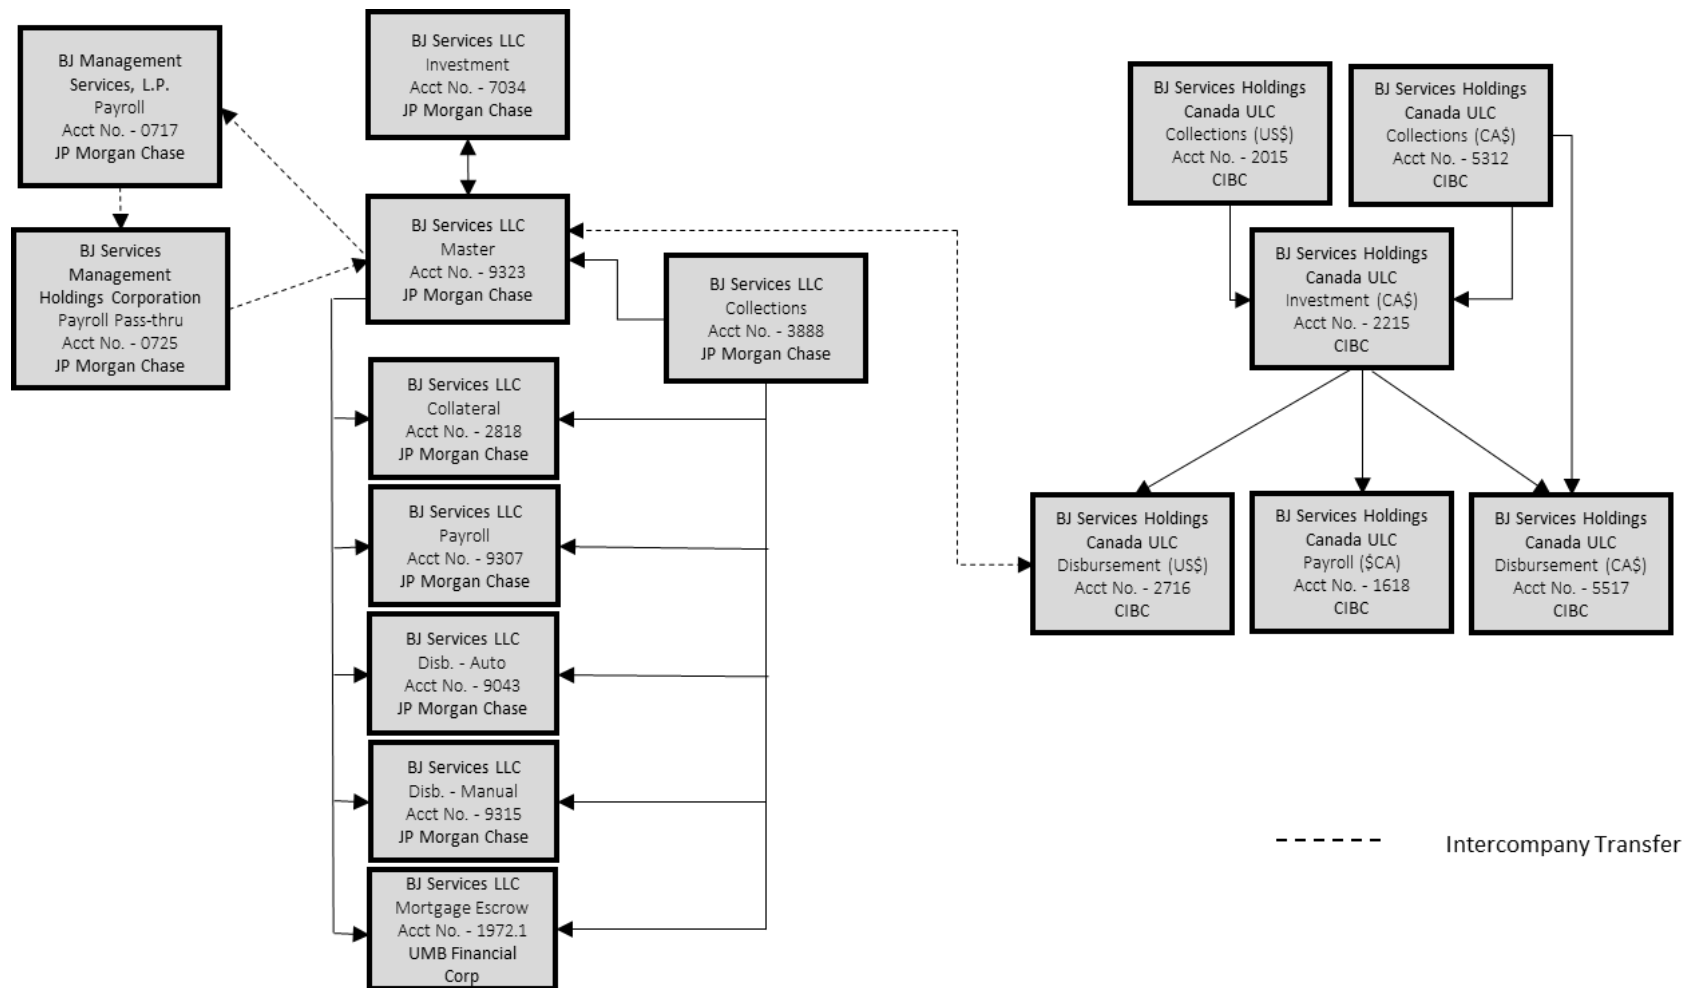 BJ Management
Services, L.P.
Payroll
Acct No. - 0717
JP Morgan Chase
BJ Services
Management
Holdings Corporation
Payroll Pass-thru
Acct No. - 0725
JP Morgan Chase
BJ Services LLC
Investment
Acct No. - 7034
JP Morgan Chase
BJ Services LLC
Master
Acct No. - 9323
JP Morgan Chase
BJ Services LLC
Collections
Acct No. - 3888
JP Morgan Chase
BJ Services LLC
Collateral
Acct No. - 2818
JP Morgan Chase
BJ Services LLC
Payroll
Acct No. - 9307
JP Morgan Chase
BJ Services LLC
Disb. - Auto
Acct No. - 9043
JP Morgan Chase
BJ Services LLC
Disb. - Manual
Acct No. - 9315
JP Morgan Chase
BJ Services LLC
Mortgage Escrow
Acct No. - 1972.1
UMB Financial
Corp
BJ Services Holdings
Canada ULC
Collections (US$)
Acct No. - 2015
CIBC
BJ Services Holdings
Canada ULC
Collections (CA$)
Acct No. - 5312
CIBC
BJ Services Holdings
Canada ULC
Investment (CA$)
Acct No. - 2215
CIBC
BJ Services Holdings
Canada ULC
Disbursement (US$)
Acct No. - 2716
CIBC
BJ Services Holdings
Canada ULC
Payroll ($CA)
Acct No. - 1618
CIBC
BJ Services Holdings
Canada ULC
Disbursement (CA$)
Acct No. - 5517
CIBC
Intercompany Transfer